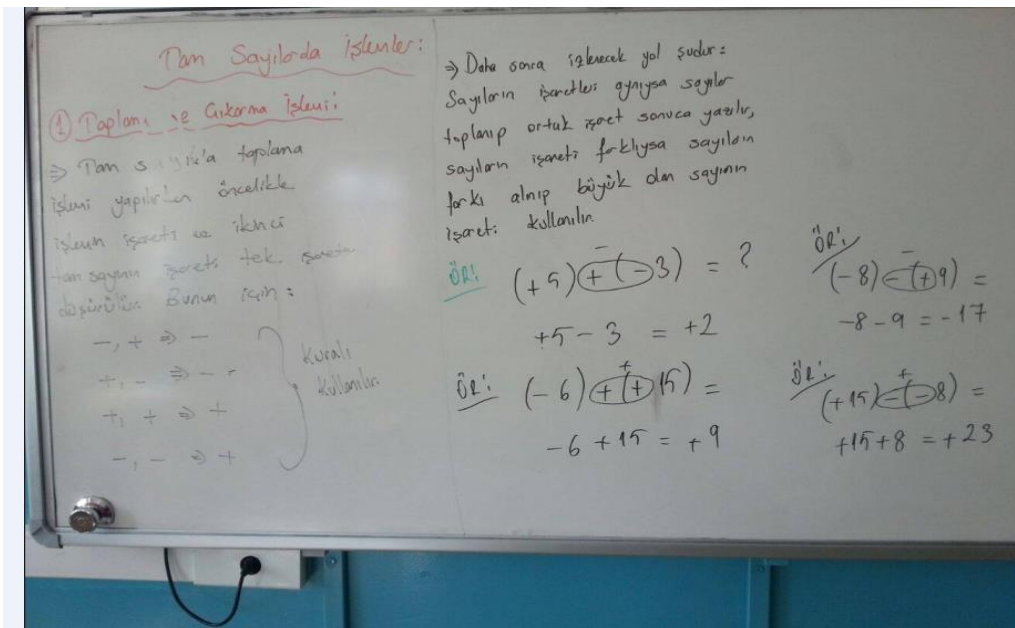 Tam Sayılarda İşlemler:
① Toplama ve Çıkarma İşlemi:
⇒ Tam sayılarla toplama
işlemi yapılırken öncelikle
işlemin işareti ve ikinci
tam sayının işareti tek işarete
düşürülür. Bunun için:
-, + ⇒ -
+, - ⇒ -
+, + ⇒ +
-, - ⇒ +
Kuralı
Kullanılır.
⇒ Daha sonra izlenecek yol şudur:
Sayıların işaretleri aynıysa sayılar
toplanıp ortak işaret sonuca yazılır,
sayıların işareti farklıysa sayıların
farkı alınıp büyük olan sayının
işareti kullanılır.
ÖR: (+5) + (-3) = ?
-
+5 - 3 = +2
ÖR: (-6) + (+15) =
+
-6 + 15 = +9
ÖR: (-8) - (+9) =
-
-8 - 9 = -17
ÖR: (+15) - (-8) =
+
+15 + 8 = +23